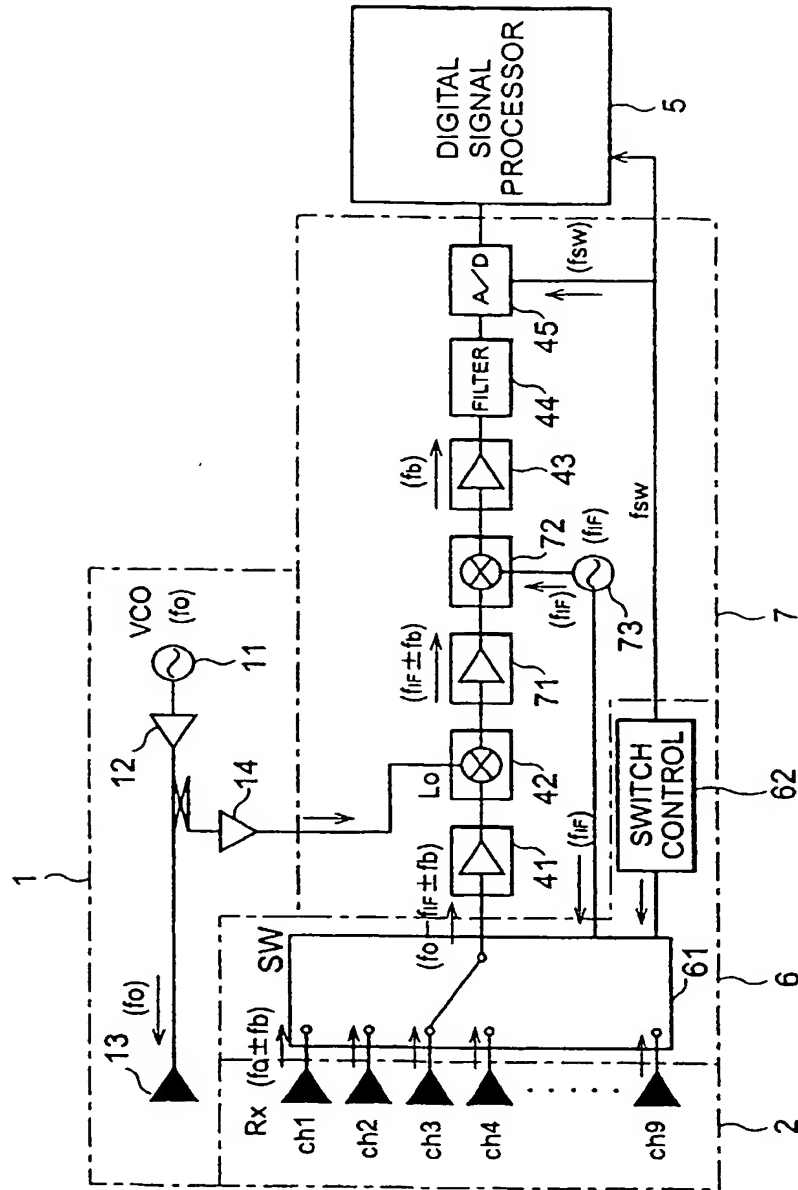 1
13
(fo)
12
VCO
(fo)
11
14
Rx
(fo±fb)
ch1
ch2
ch3
ch4
ch9
2
SW
61
6
(fo-fIF±fb)
41
Lo
42
(fIF±fb)
71
72
(fb)
43
FILTER
44
A/D
45
(fsw)
DIGITAL
SIGNAL
PROCESSOR
5
(fIF)
(fIF)
(fIF)
73
SWITCH
CONTROL
62
fsw
7